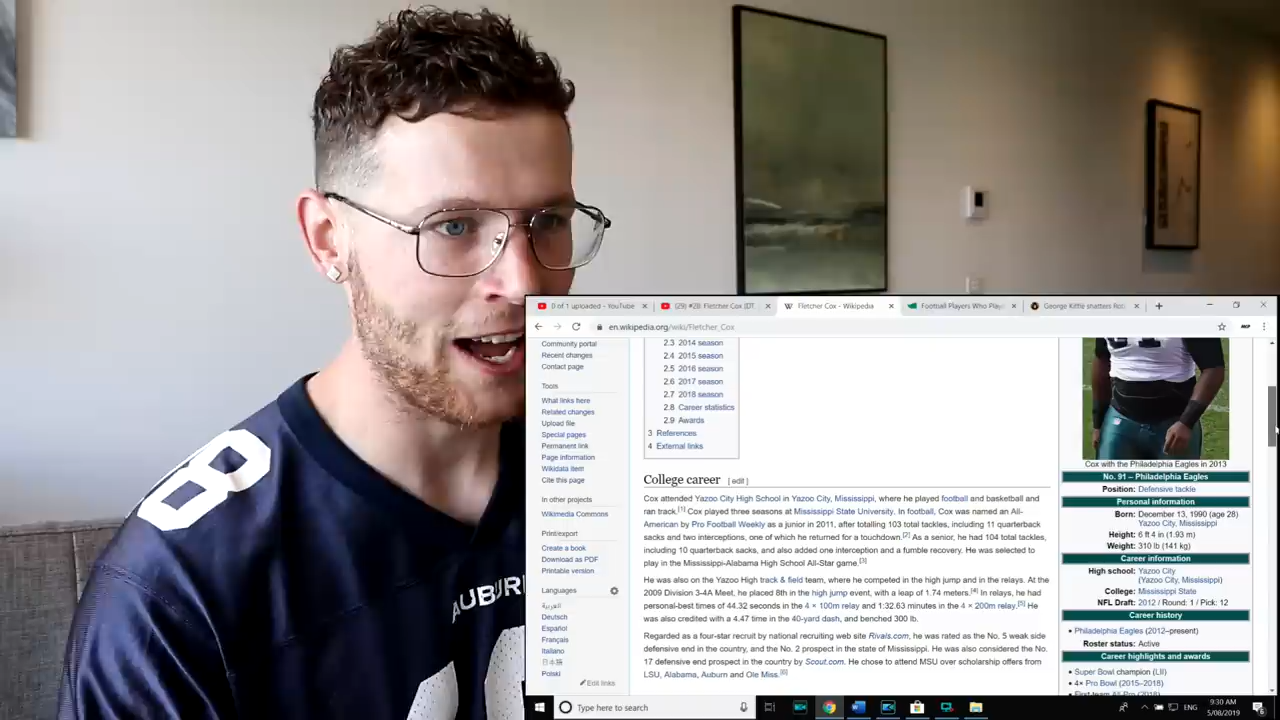 8
UBUR
0 of 1 uploaded - YouTube
(29) #28: Fletcher Cox [DT
Fletcher Cox - Wikipedia
Football Players Who Play
George Kittle shatters Rob
en.wikipedia.org/wiki/Fletcher_Cox
Community portal
Recent changes
Contact page
Tools
What links here
Related changes
Upload file
Special pages
Permanent link
Page information
Wikidata item
Cite this page
In other projects
Wikimedia Commons
Print/export
Create a book
Download as PDF
Printable version
Languages
العربية
Deutsch
Español
Français
Italiano
日本語
Polski
Edit links
2.3 2014 season
2.4 2015 season
2.5 2016 season
2.6 2017 season
2.7 2018 season
2.8 Career statistics
2.9 Awards
3 References
4 External links
College career [ edit ]
Cox attended Yazoo City High School in Yazoo City, Mississippi, where he played football and basketball and
ran track.[1] Cox played three seasons at Mississippi State University. In football, Cox was named an All-
American by Pro Football Weekly as a junior in 2011, after totalling 103 total tackles, including 11 quarterback
sacks and two interceptions, one of which he returned for a touchdown.[2] As a senior, he had 104 total tackles,
including 10 quarterback sacks, and also added one interception and a fumble recovery. He was selected to
play in the Mississippi-Alabama High School All-Star game.[3]
He was also on the Yazoo High track & field team, where he competed in the high jump and in the relays. At the
2009 Division 3-4A Meet, he placed 8th in the high jump event, with a leap of 1.74 meters.[4] In relays, he had
personal-best times of 44.32 seconds in the 4 × 100m relay and 1:32.63 minutes in the 4 × 200m relay.[5] He
was also credited with a 4.47 time in the 40-yard dash, and benched 300 lb.
Regarded as a four-star recruit by national recruiting web site Rivals.com, he was rated as the No. 5 weak side
defensive end in the country, and the No. 2 prospect in the state of Mississippi. He was also considered the No.
17 defensive end prospect in the country by Scout.com. He chose to attend MSU over scholarship offers from
LSU, Alabama, Auburn and Ole Miss.[6]
Cox with the Philadelphia Eagles in 2013
No. 91 – Philadelphia Eagles
Position: Defensive tackle
Personal information
Born: December 13, 1990 (age 28)
Yazoo City, Mississippi
Height: 6 ft 4 in (1.93 m)
Weight: 310 lb (141 kg)
Career information
High school: Yazoo City
(Yazoo City, Mississippi)
College: Mississippi State
NFL Draft: 2012 / Round: 1 / Pick: 12
Career history
• Philadelphia Eagles (2012–present)
Roster status: Active
Career highlights and awards
• Super Bowl champion (LII)
• 4× Pro Bowl (2015–2018)
• First-team All-Pro (2018)
Type here to search
ENG
9:30 AM
5/08/2019